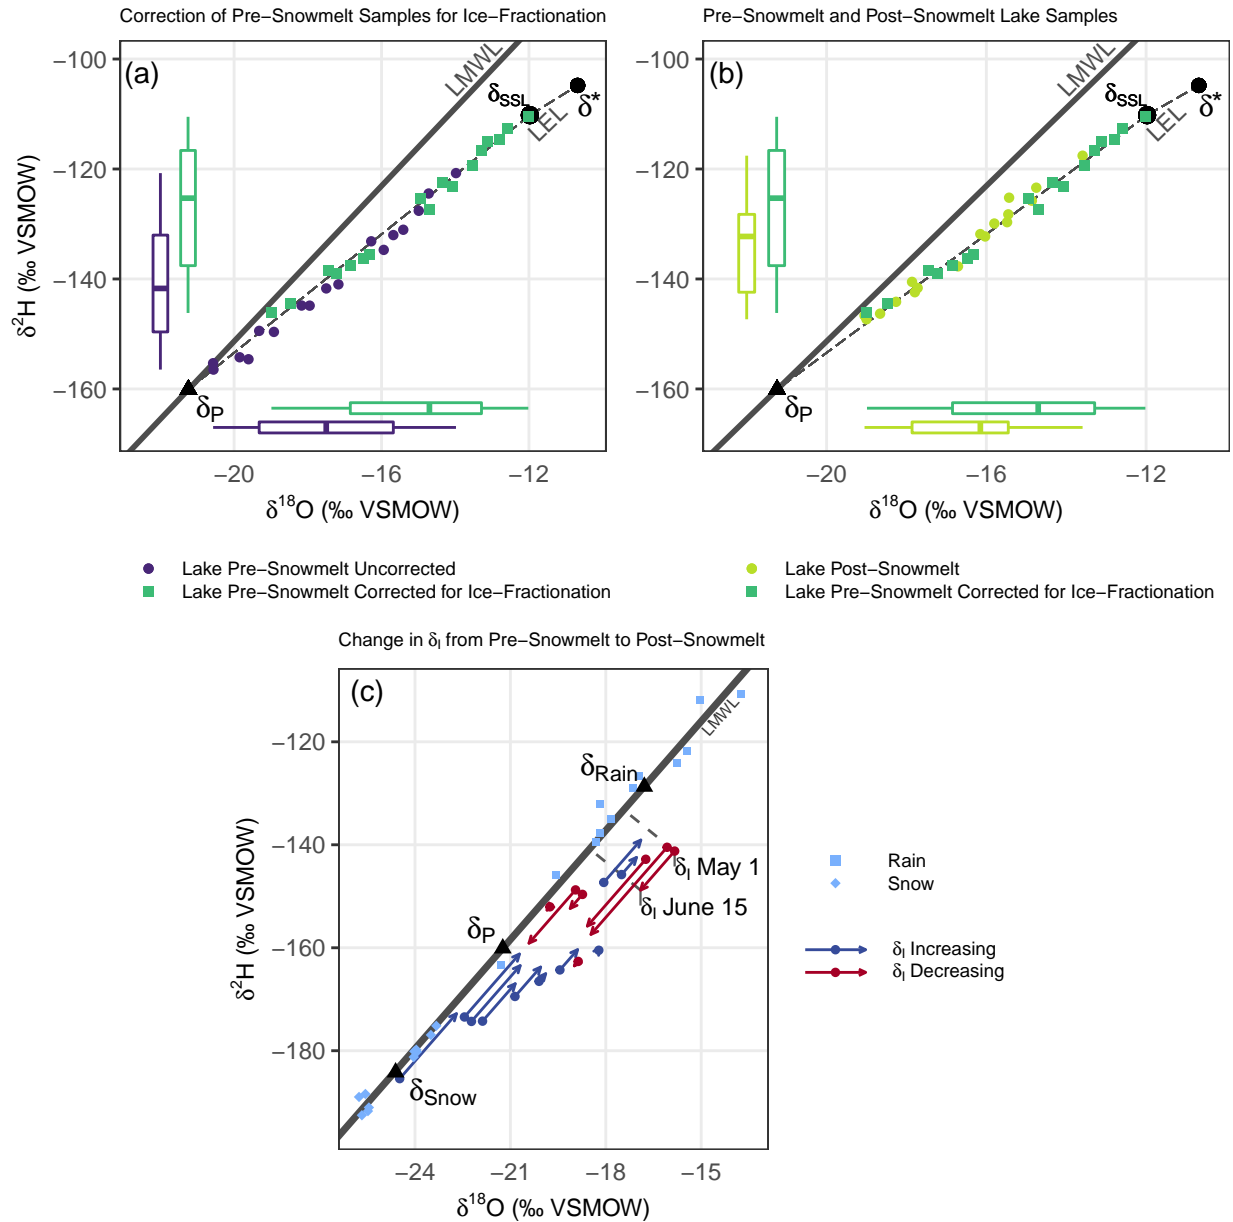 Correction of Pre−Snowmelt Samples for Ice−Fractionation
Pre−Snowmelt and Post−Snowmelt Lake Samples
(a)
LMWL
δSSL
δ*
LEL
δP
−100
−120
−140
−160
δ²H (‰ VSMOW)
−20
−16
−12
δ¹⁸O (‰ VSMOW)
(b)
LMWL
δSSL
δ*
LEL
δP
−100
−120
−140
−160
−20
−16
−12
δ¹⁸O (‰ VSMOW)
Lake Pre−Snowmelt Uncorrected
Lake Pre−Snowmelt Corrected for Ice−Fractionation
Lake Post−Snowmelt
Lake Pre−Snowmelt Corrected for Ice−Fractionation
Change in δI from Pre−Snowmelt to Post−Snowmelt
(c)
LMWL
δRain
δI May 1
δI June 15
δP
δSnow
−120
−140
−160
−180
δ²H (‰ VSMOW)
−24
−21
−18
−15
δ¹⁸O (‰ VSMOW)
Rain
Snow
δI Increasing
δI Decreasing